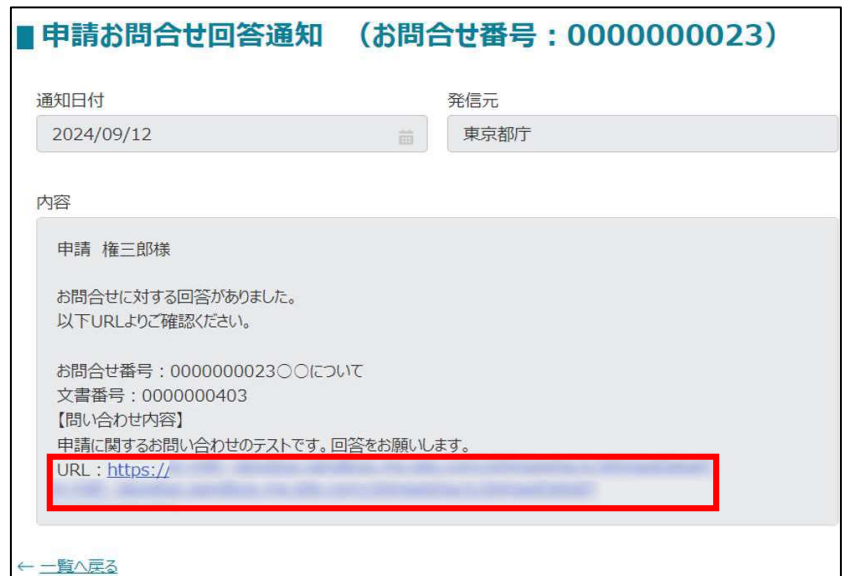 ■申請お問合せ回答通知 （お問合せ番号：0000000023）
通知日付
発信元
2024/09/12
東京都庁
内容
申請 権三郎様
お問合せに対する回答がありました。
以下URLよりご確認ください。
お問合せ番号：0000000023○○について
文書番号：0000000403
【問い合わせ内容】
申請に関するお問い合わせのテストです。回答をお願いします。
URL：https://
← 一覧へ戻る